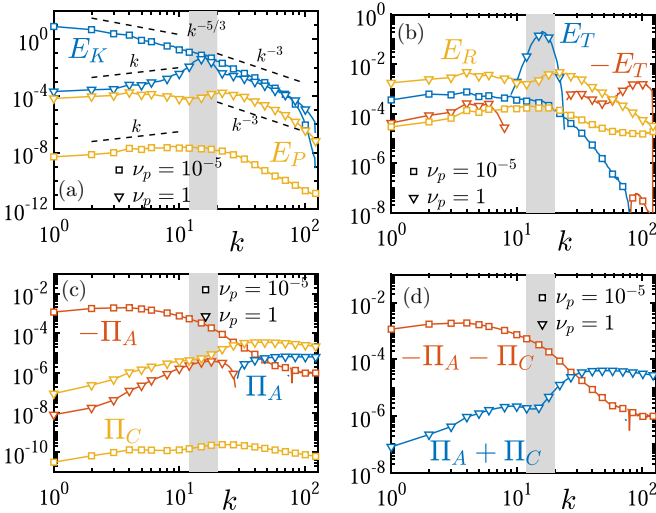 10^0
10^-4
10^-8
10^-12
E_K
k
k^-5/3
k^-3
k
k^-3
E_P
(a)
□ ν_p = 10^-5
▽ ν_p = 1
10^0
10^1
10^2
k
(b)
10^-1
10^-2
10^-4
10^-6
10^-8
E_R
E_T
−E_T
□ ν_p = 10^-5
▽ ν_p = 1
10^0
10^1
10^2
k
(c)
10^-2
10^-4
10^-6
10^-8
10^-10
□ ν_p = 10^-5
▽ ν_p = 1
−Π_A
Π_A
Π_C
10^0
10^1
10^2
k
(d)
10^-2
10^-4
10^-6
10^-8
□ ν_p = 10^-5
▽ ν_p = 1
−Π_A − Π_C
Π_A + Π_C
10^0
10^1
10^2
k